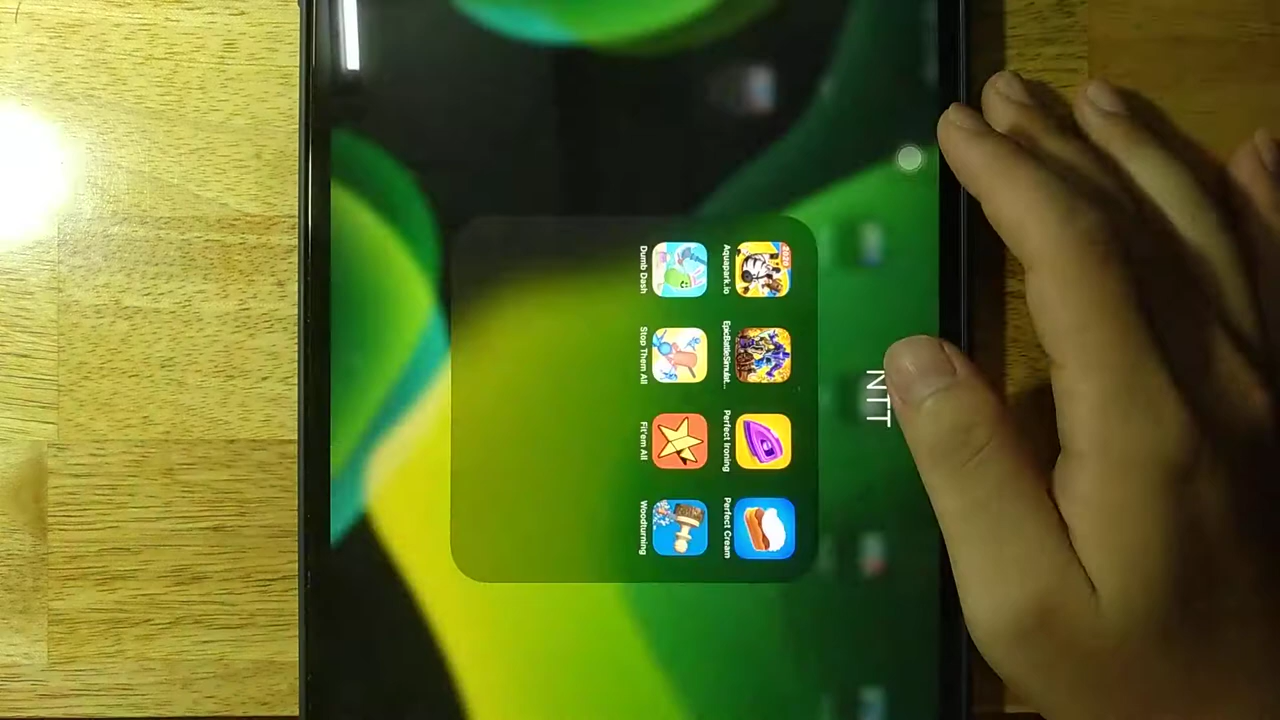 NTT
Aquapark.io EpicBattleSimulat... Perfect Ironing Perfect Cream
Dumb Dash Stop Them All Fit'em All Woodturning